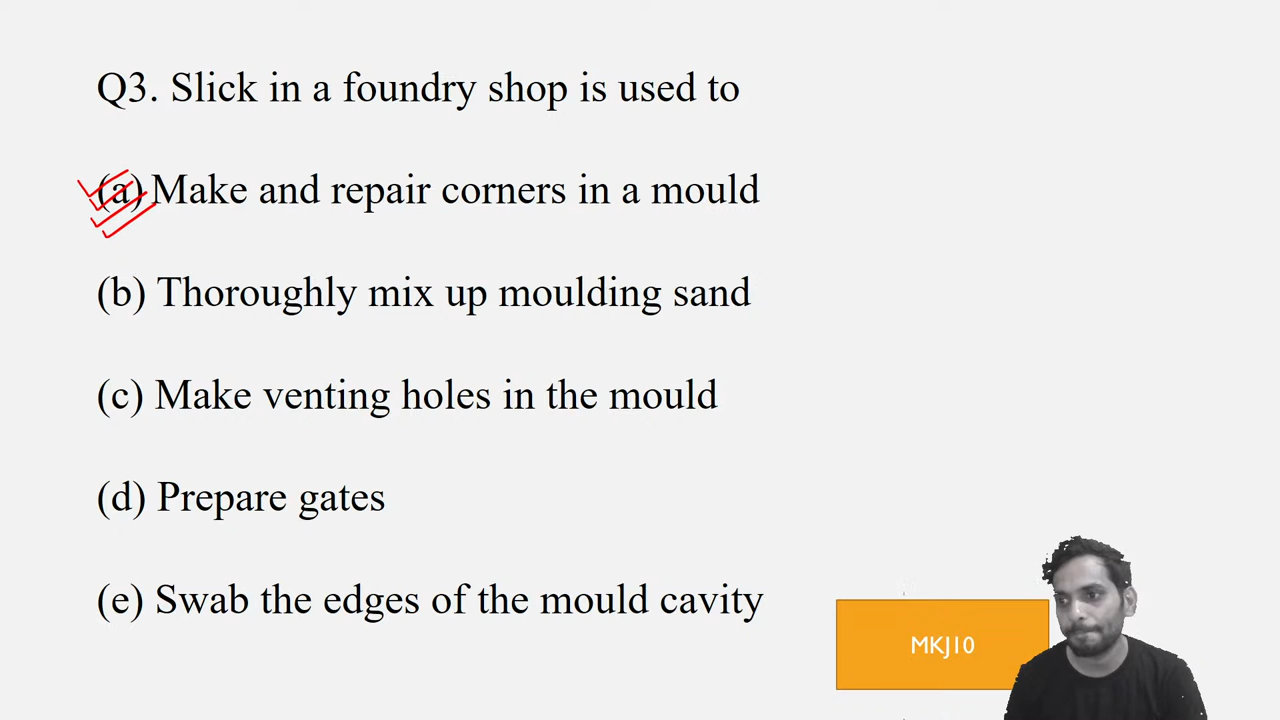 Q3. Slick in a foundry shop is used to
(a) Make and repair corners in a mould
(b) Thoroughly mix up moulding sand
(c) Make venting holes in the mould
(d) Prepare gates
(e) Swab the edges of the mould cavity
MKJ10